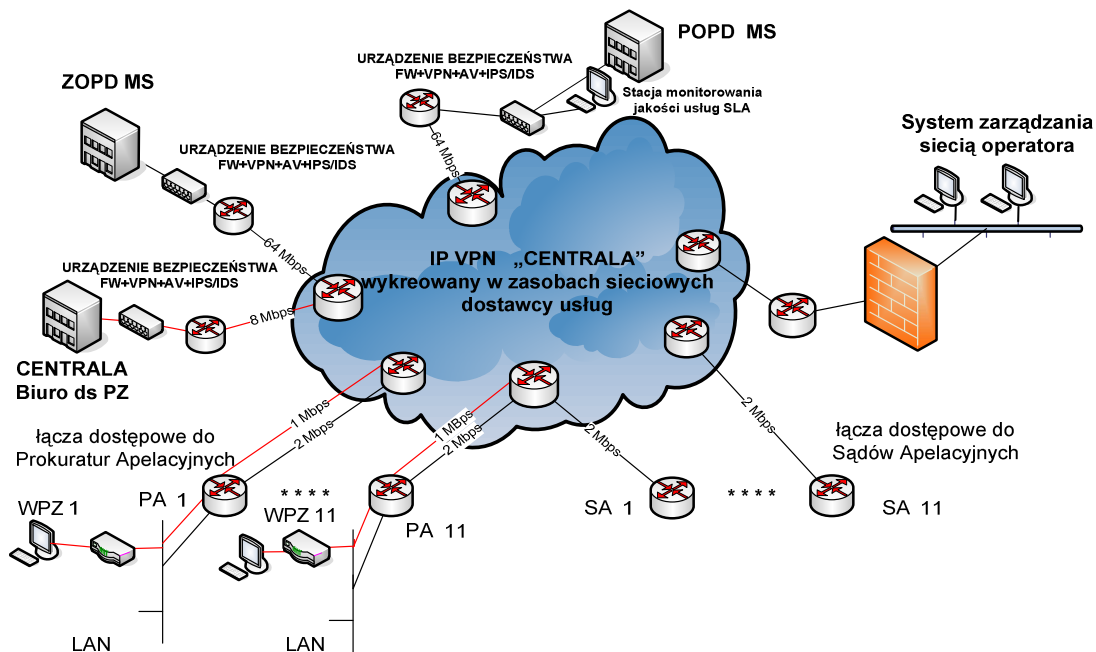 POPD MS
URZĄDZENIE BEZPIECZEŃSTWA
FW+VPN+AV+IPS/IDS
Stacja monitorowania
jakości usług SLA
ZOPD MS
URZĄDZENIE BEZPIECZEŃSTWA
FW+VPN+AV+IPS/IDS
64 Mbps
System zarządzania
siecią operatora
64 Mbps
IP VPN „CENTRALA”
wykreowany w zasobach sieciowych
dostawcy usług
URZĄDZENIE BEZPIECZEŃSTWA
FW+VPN+AV+IPS/IDS
8 Mbps
CENTRALA
Biuro ds PZ
1 Mbps
2 Mbps
1 MBps
2 Mbps
2 Mbps
2 Mbps
łącza dostępowe do
Prokuratur Apelacyjnych
łącza dostępowe do
Sądów Apelacyjnych
WPZ 1
PA 1
* * * *
WPZ 11
PA 11
SA 1
* * * *
SA 11
LAN
LAN